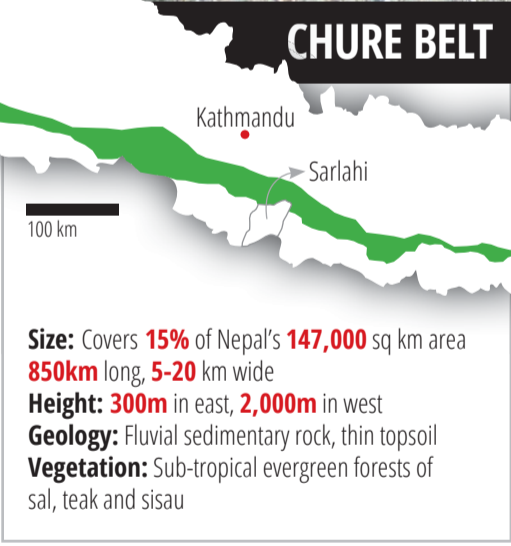 CHURE BELT
Kathmandu
Sarlahi
100 km
Size: Covers 15% of Nepal's 147,000 sq km area
850km long, 5-20 km wide
Height: 300m in east, 2,000m in west
Geology: Fluvial sedimentary rock, thin topsoil
Vegetation: Sub-tropical evergreen forests of
sal, teak and sisau